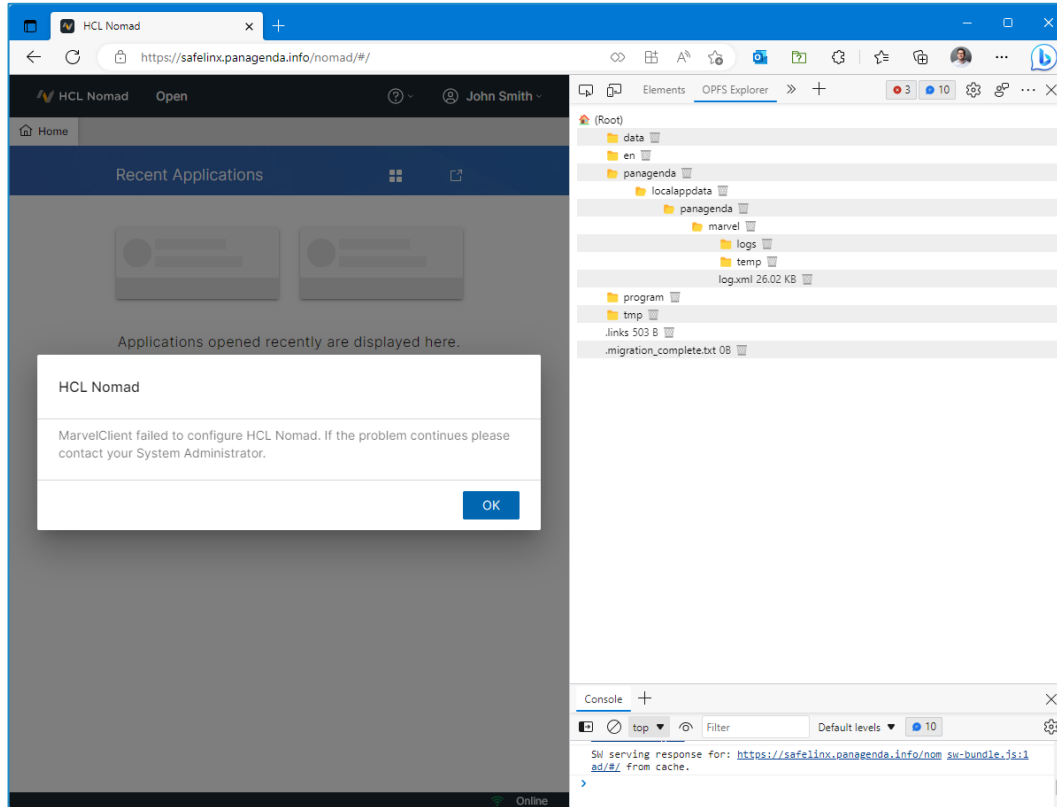 HCL Nomad
https://safelinx.panagenda.info/nomad/#/
HCL Nomad Open John Smith
Home
Recent Applications
Applications opened recently are displayed here.
HCL Nomad
MarvelClient failed to configure HCL Nomad. If the problem continues please
contact your System Administrator.
OK
Online
Elements OPFS Explorer 3 10
(Root)
data
en
panagenda
localappdata
panagenda
marvel
logs
temp
log.xml 26.02 KB
program
tmp
.links 503 B
.migration_complete.txt 0B
Console
top Filter Default levels 10
SW serving response for: https://safelinx.panagenda.info/nom sw-bundle.js:1
ad/#/ from cache.